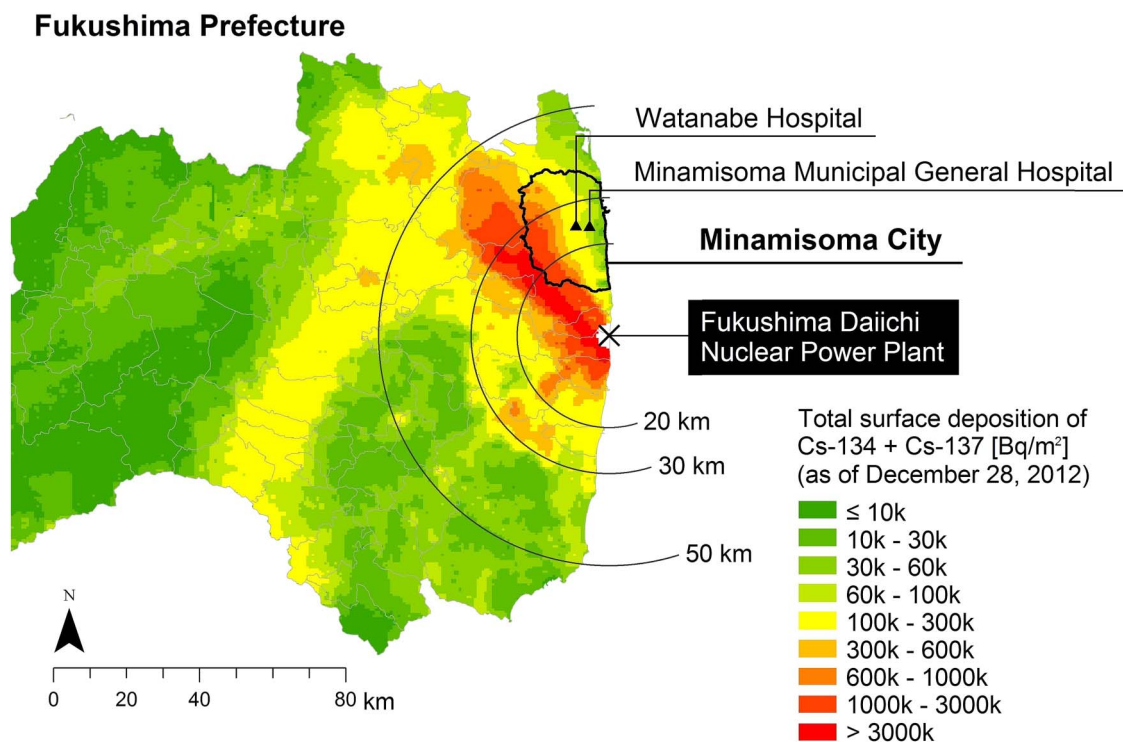 Fukushima Prefecture
Watanabe Hospital
Minamisoma Municipal General Hospital
Minamisoma City
Fukushima Daiichi
Nuclear Power Plant
20 km
30 km
50 km
Total surface deposition of
Cs-134 + Cs-137 [Bq/m²]
(as of December 28, 2012)
≤ 10k
10k - 30k
30k - 60k
60k - 100k
100k - 300k
300k - 600k
600k - 1000k
1000k - 3000k
> 3000k
N
0 20 40 80 km